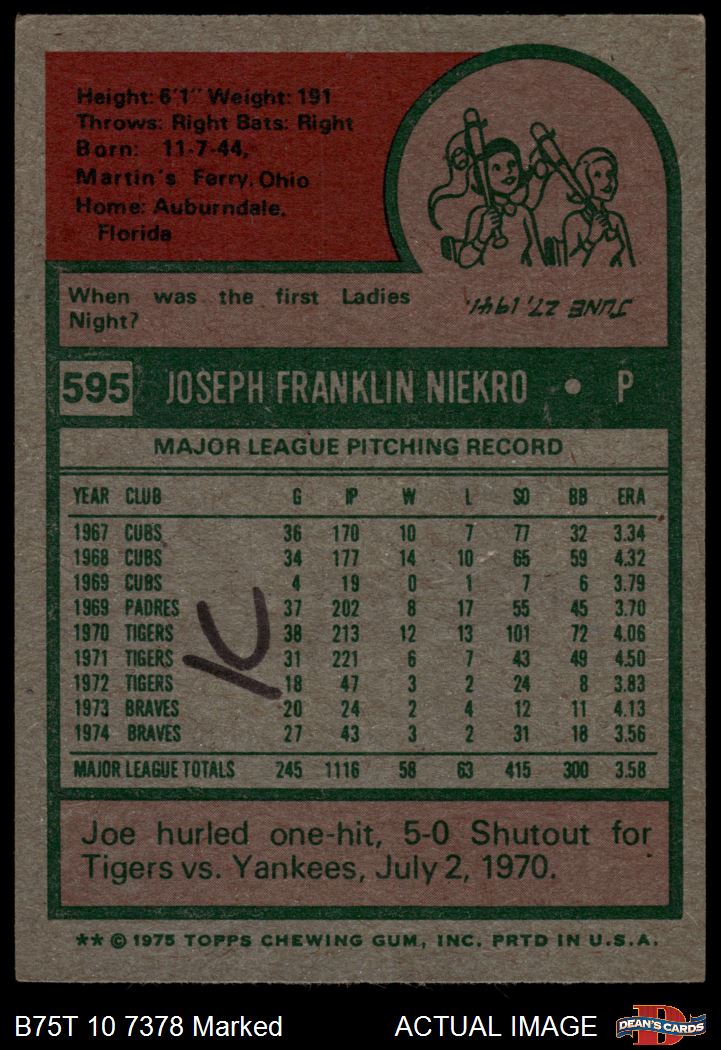 Height: 6'1" Weight: 191
Throws: Right Bats: Right
Born: 11-7-44,
Martin's Ferry, Ohio
Home: Auburndale,
Florida
When was the first Ladies
Night?
JUNE 27, 1941.
595 JOSEPH FRANKLIN NIEKRO • P
MAJOR LEAGUE PITCHING RECORD
YEAR CLUB G IP W L SO BB ERA
1967 CUBS 36 170 10 7 77 32 3.34
1968 CUBS 34 177 14 10 65 59 4.32
1969 CUBS 4 19 0 1 7 6 3.79
1969 PADRES 37 202 8 17 55 45 3.70
1970 TIGERS 38 213 12 13 101 72 4.06
1971 TIGERS 31 221 6 7 43 49 4.50
1972 TIGERS 18 47 3 2 24 8 3.83
1973 BRAVES 20 24 2 4 12 11 4.13
1974 BRAVES 27 43 3 2 31 18 3.56
MAJOR LEAGUE TOTALS 245 1116 58 63 415 300 3.58
Joe hurled one-hit, 5-0 Shutout for
Tigers vs. Yankees, July 2, 1970.
** © 1975 TOPPS CHEWING GUM, INC. PRTD IN U.S.A.
B75T 10 7378 Marked ACTUAL IMAGE
DEAN'S CARDS